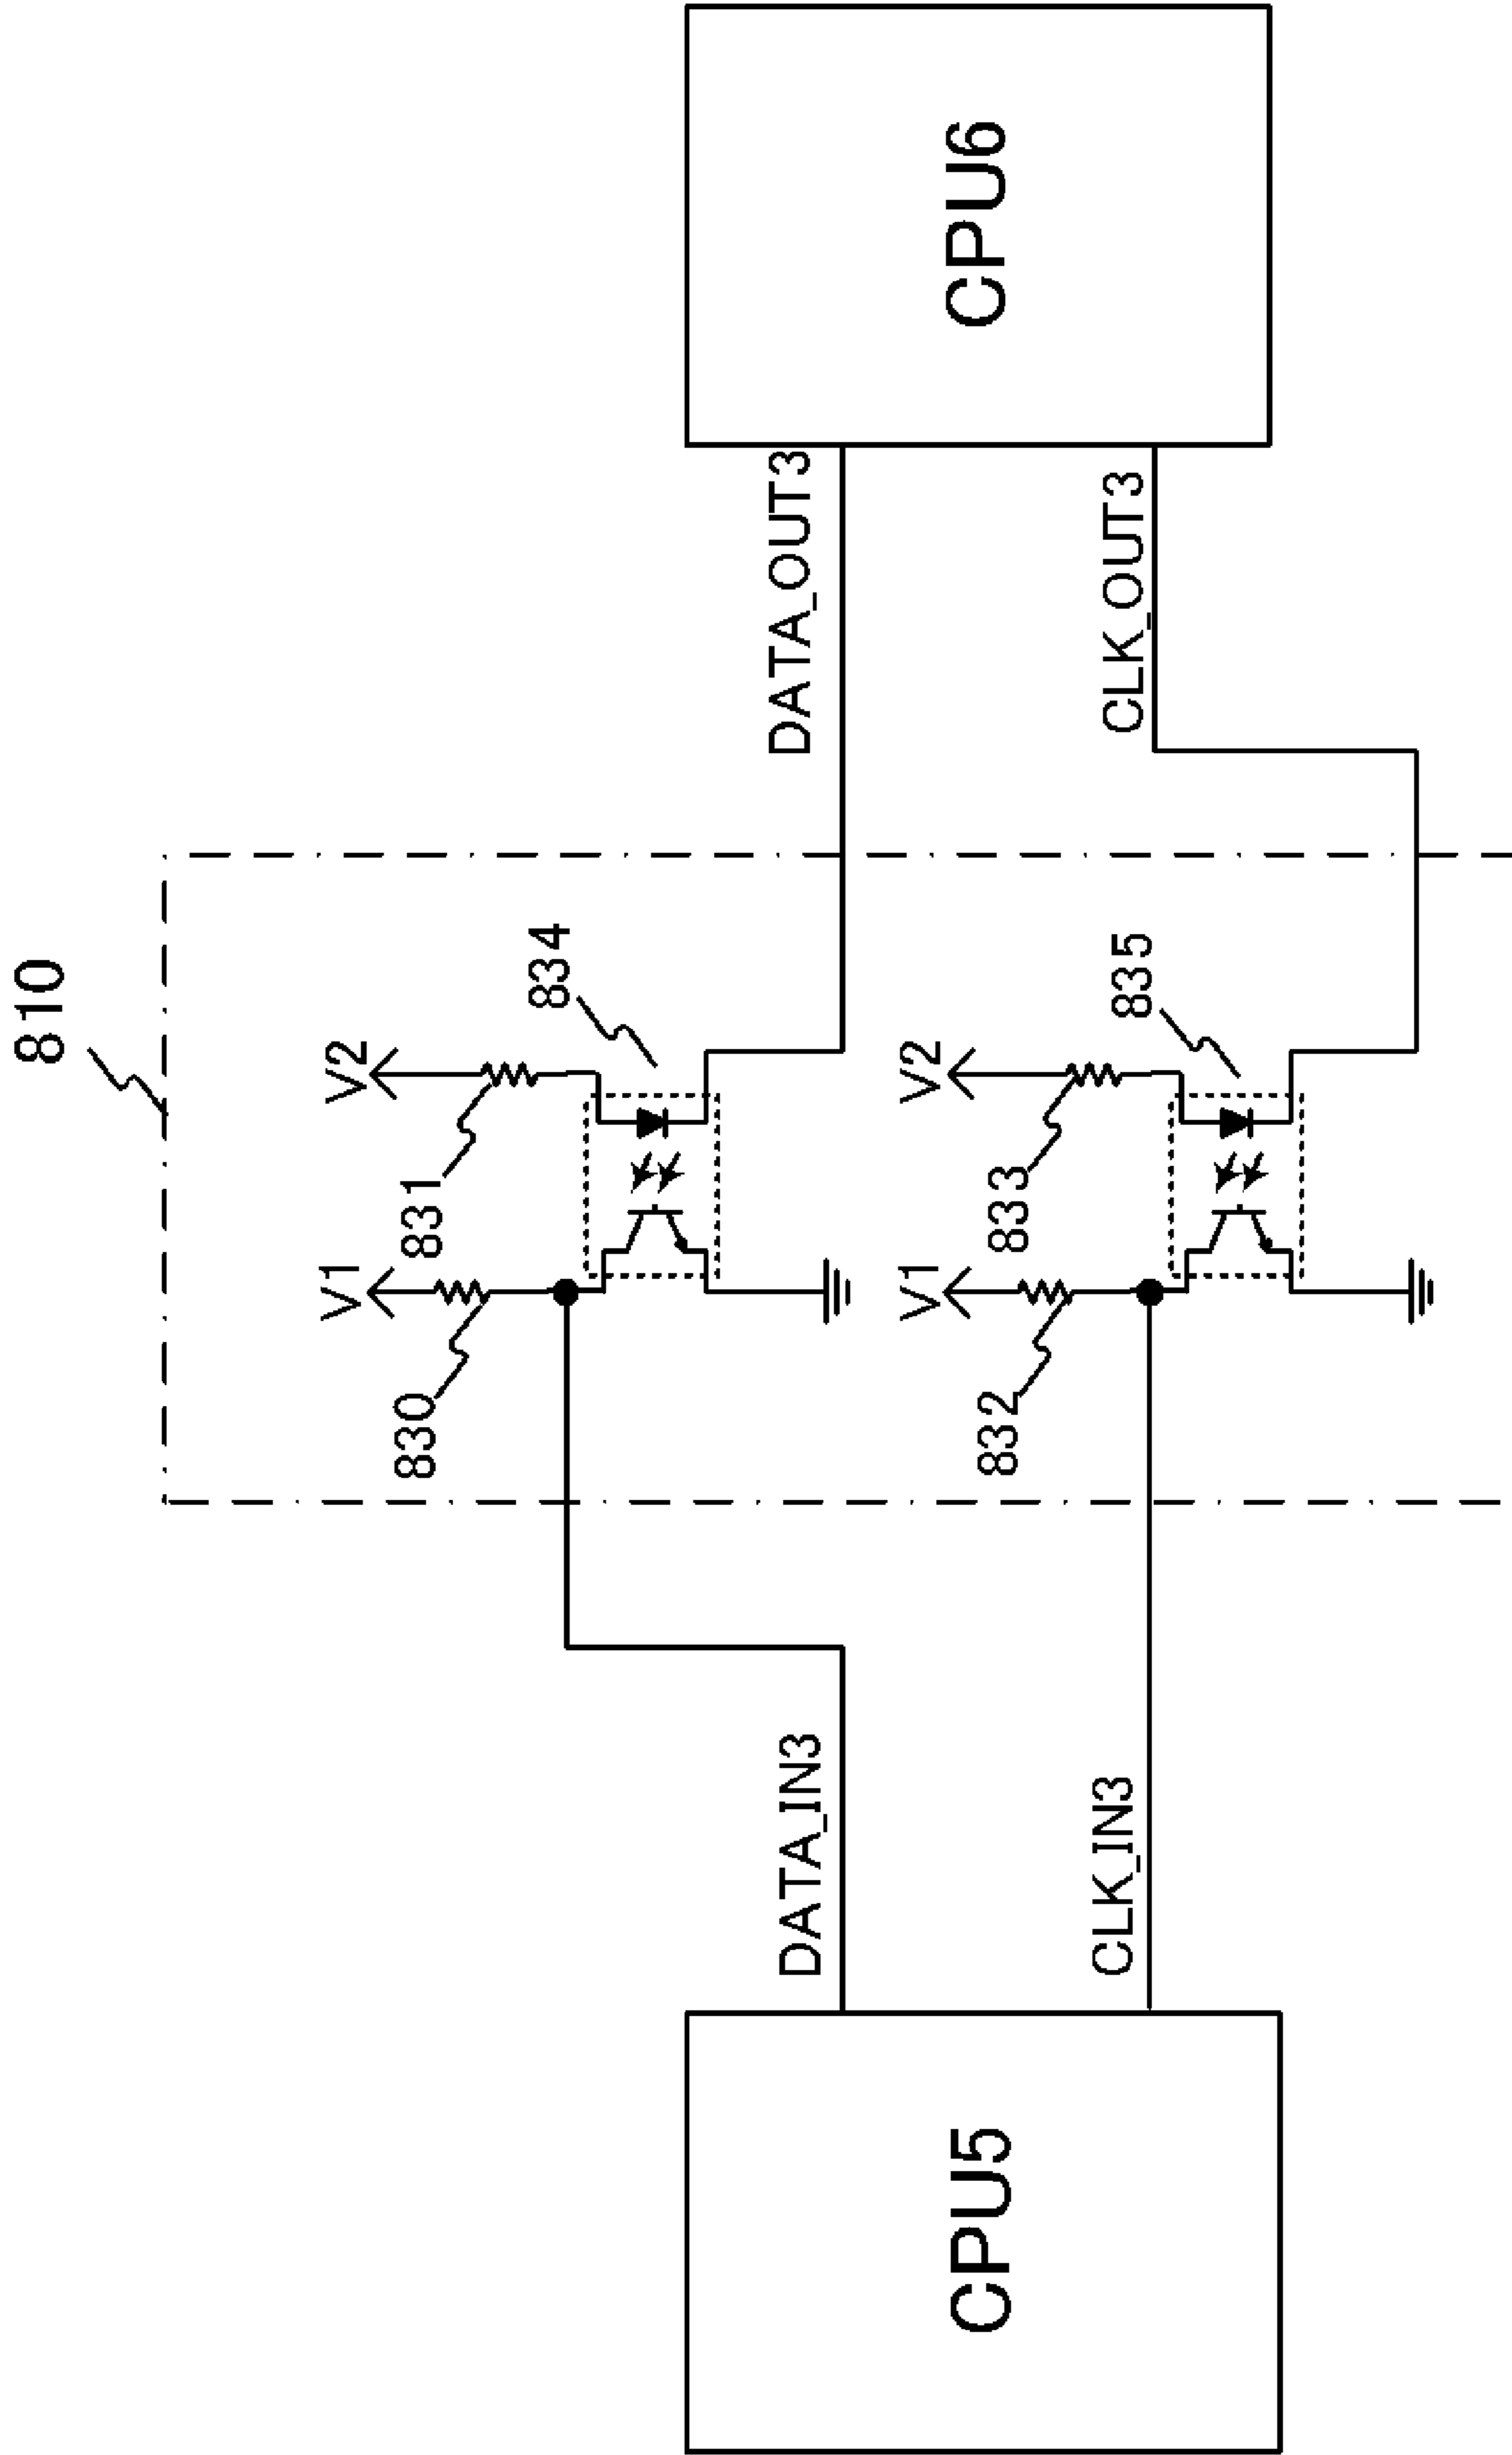 810
V1
V2
831
830
834
V1
V2
833
832
835
DATA_IN3
DATA_OUT3
CLK_IN3
CLK_OUT3
CPU5
CPU6